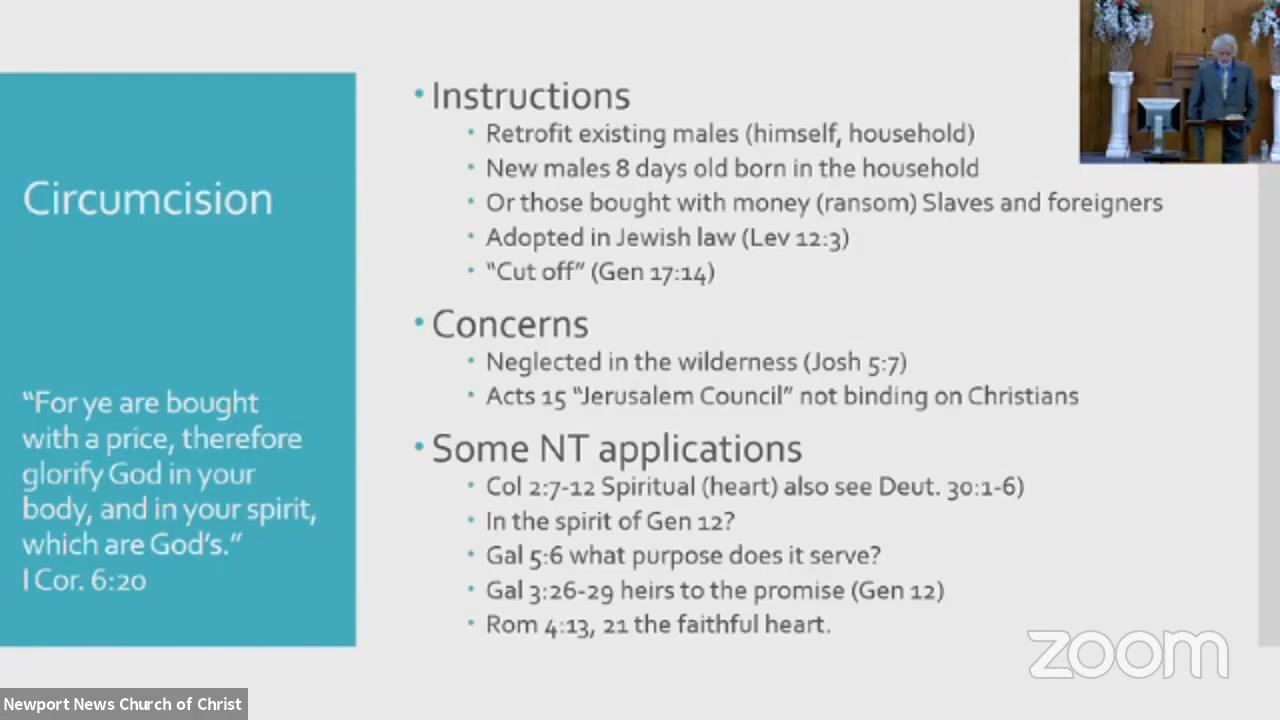 Circumcision
"For ye are bought
with a price, therefore
glorify God in your
body, and in your spirit,
which are God's."
I Cor. 6:20
• Instructions
• Retrofit existing males (himself, household)
• New males 8 days old born in the household
• Or those bought with money (ransom) Slaves and foreigners
• Adopted in Jewish law (Lev 12:3)
• "Cut off" (Gen 17:14)
• Concerns
• Neglected in the wilderness (Josh 5:7)
• Acts 15 "Jerusalem Council" not binding on Christians
• Some NT applications
• Col 2:7-12 Spiritual (heart) also see Deut. 30:1-6)
• In the spirit of Gen 12?
• Gal 5:6 what purpose does it serve?
• Gal 3:26-29 heirs to the promise (Gen 12)
• Rom 4:13, 21 the faithful heart.
zoom
Newport News Church of Christ